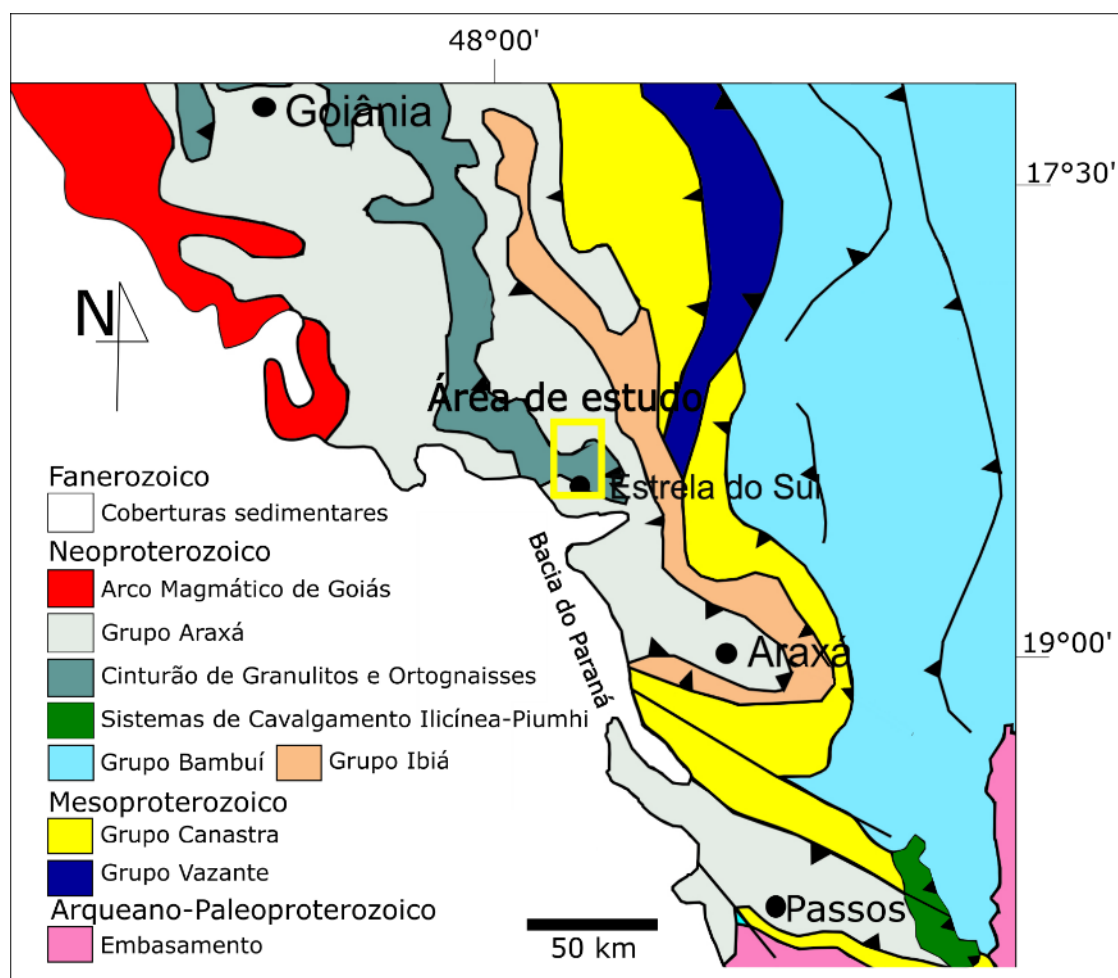 48°00'
Goiânia
17°30'
N
Área de estudo
Estrela do Sul
Bacia do Paraná
Araxá
19°00'
Passos
50 km
Fanerozoico
Coberturas sedimentares
Neoproterozoico
Arco Magmático de Goiás
Grupo Araxá
Cinturão de Granulitos e Ortognaisses
Sistemas de Cavalgamento Ilicínea-Piumhi
Grupo Bambuí Grupo Ibiá
Mesoproterozoico
Grupo Canastra
Grupo Vazante
Arqueano-Paleoproterozoico
Embasamento